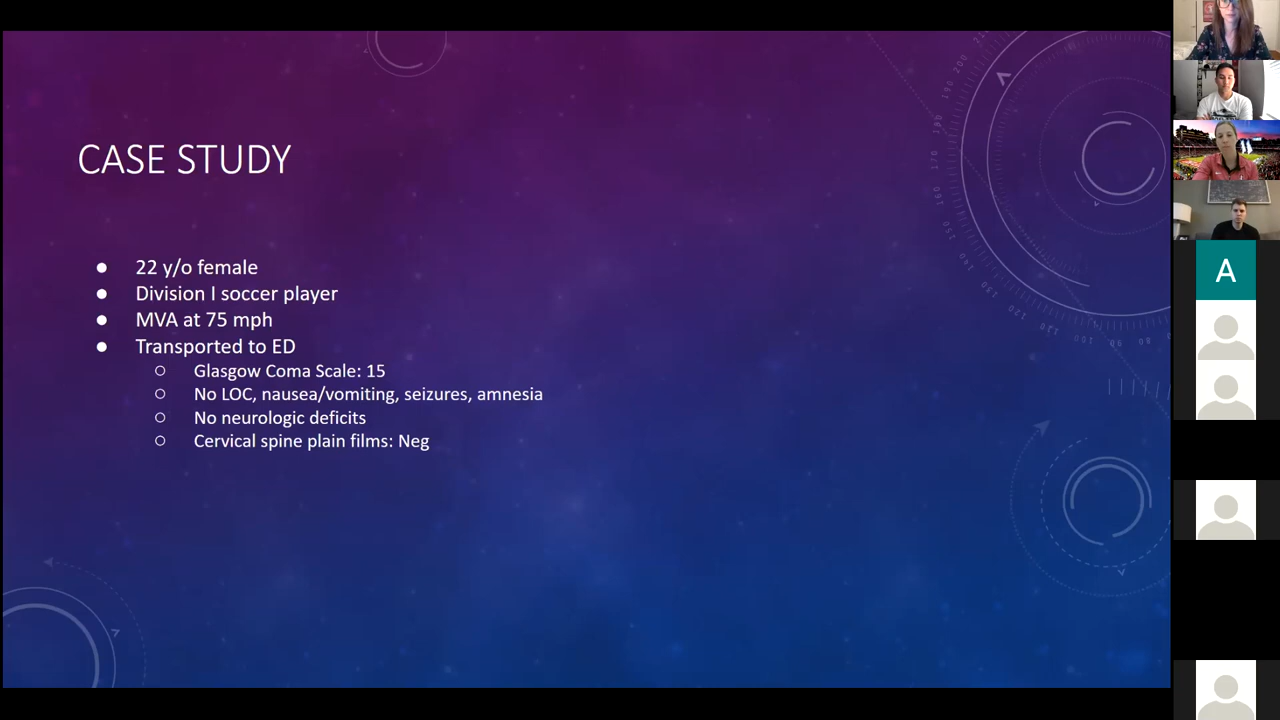 CASE STUDY
● 22 y/o female
● Division I soccer player
● MVA at 75 mph
● Transported to ED
○ Glasgow Coma Scale: 15
○ No LOC, nausea/vomiting, seizures, amnesia
○ No neurologic deficits
○ Cervical spine plain films: Neg
A